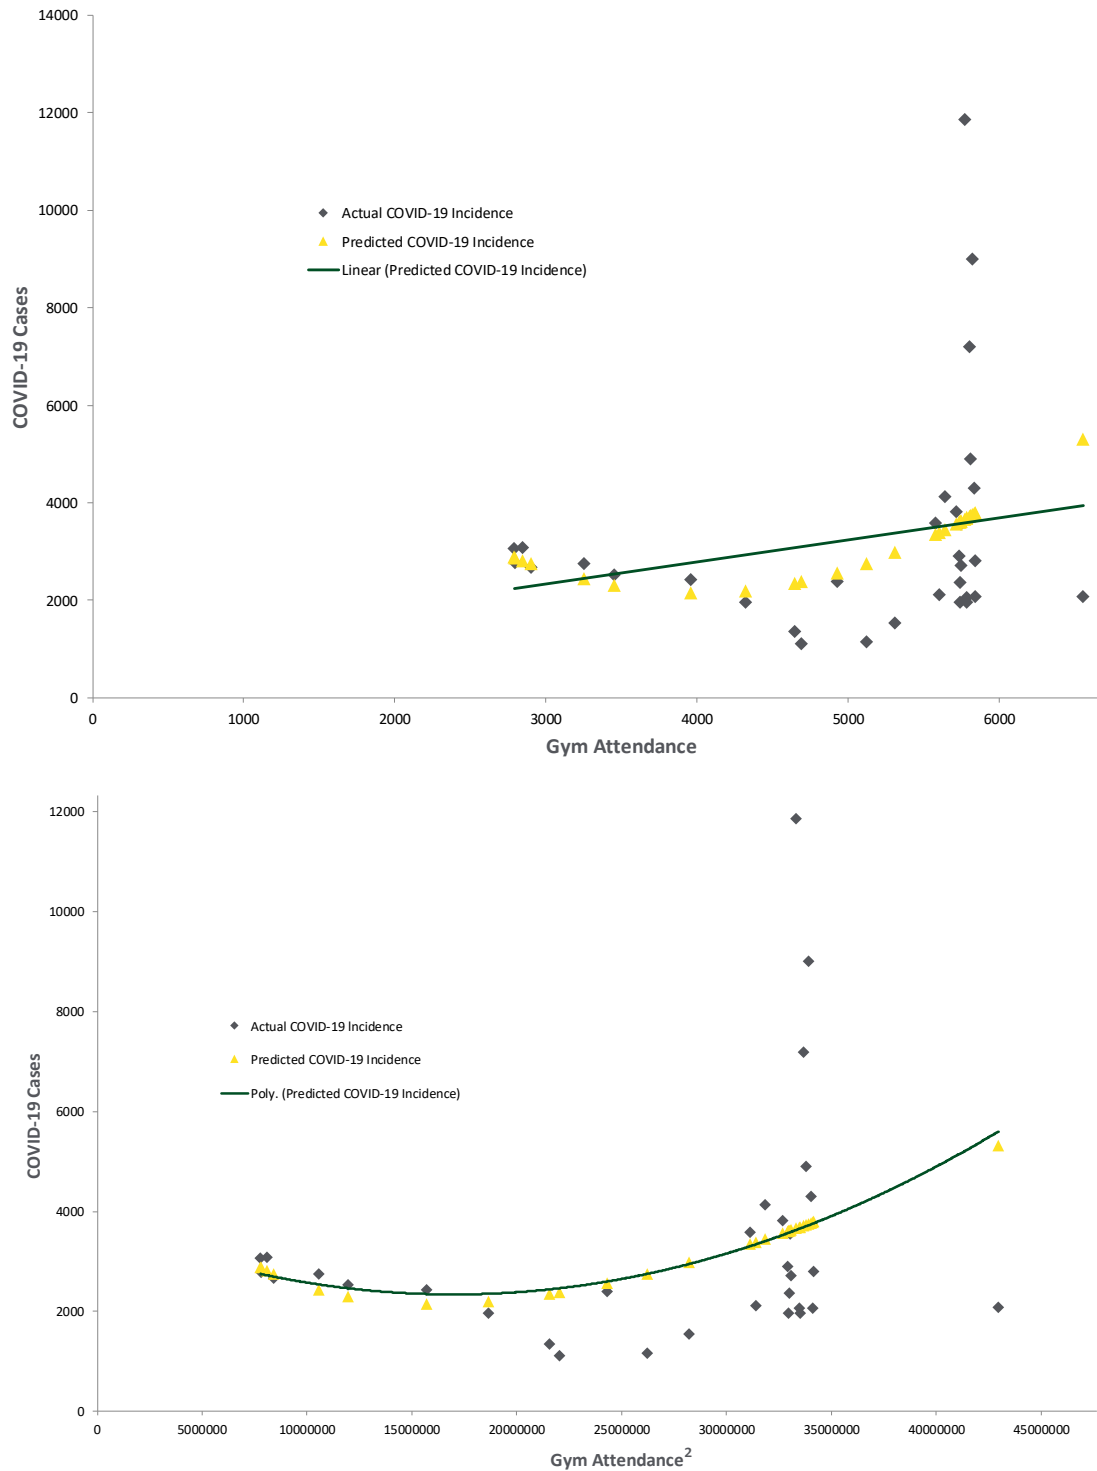 14000
12000
10000
8000
6000
4000
2000
0
COVID-19 Cases
Actual COVID-19 Incidence
Predicted COVID-19 Incidence
Linear (Predicted COVID-19 Incidence)
0 1000 2000 3000 4000 5000 6000
Gym Attendance
12000
10000
8000
6000
4000
2000
0
COVID-19 Cases
Actual COVID-19 Incidence
Predicted COVID-19 Incidence
Poly. (Predicted COVID-19 Incidence)
0 5000000 10000000 15000000 20000000 25000000 30000000 35000000 40000000 45000000
Gym Attendance²